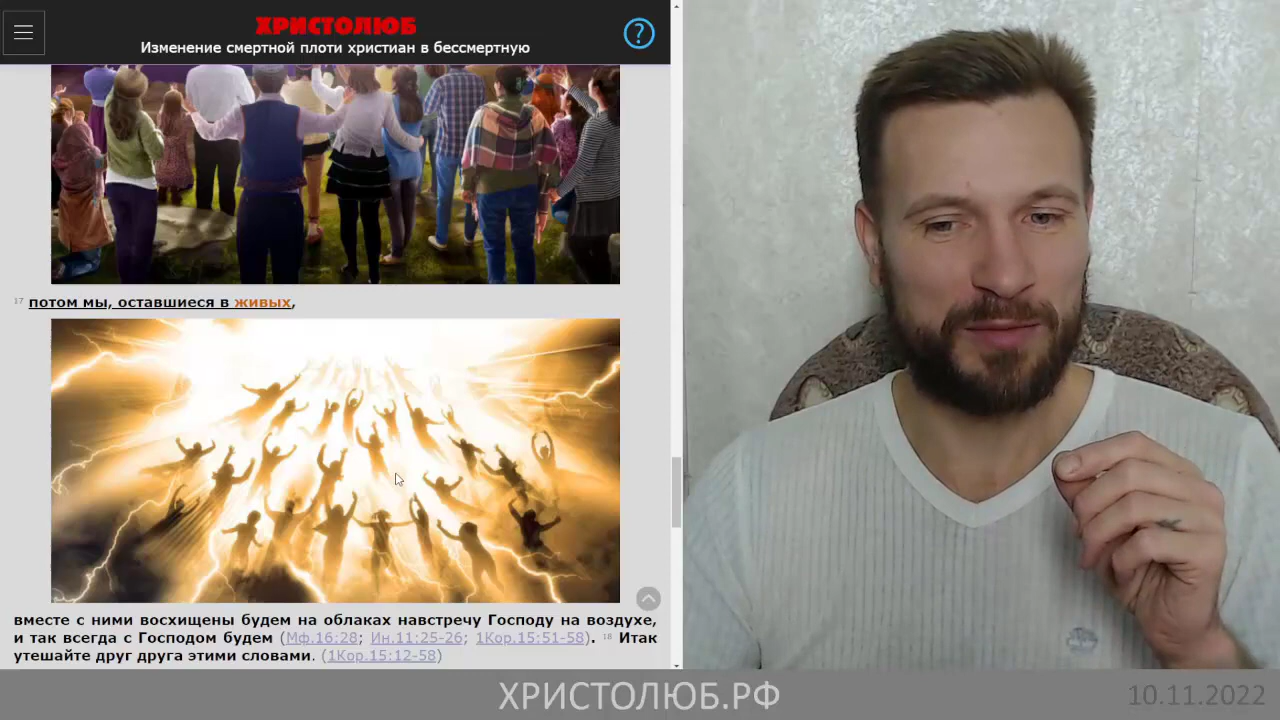 ХРИСТОЛЮБ
Изменение смертной плоти христиан в бессмертную
?
17 потом мы, оставшиеся в живых,
вместе с ними восхищены будем на облаках навстречу Господу на воздухе,
и так всегда с Господом будем (Мф.16:28; Ин.11:25-26; 1Кор.15:51-58). 18 Итак
утешайте друг друга этими словами. (1Кор.15:12-58)
ХРИСТОЛЮБ.РФ
10.11.2022